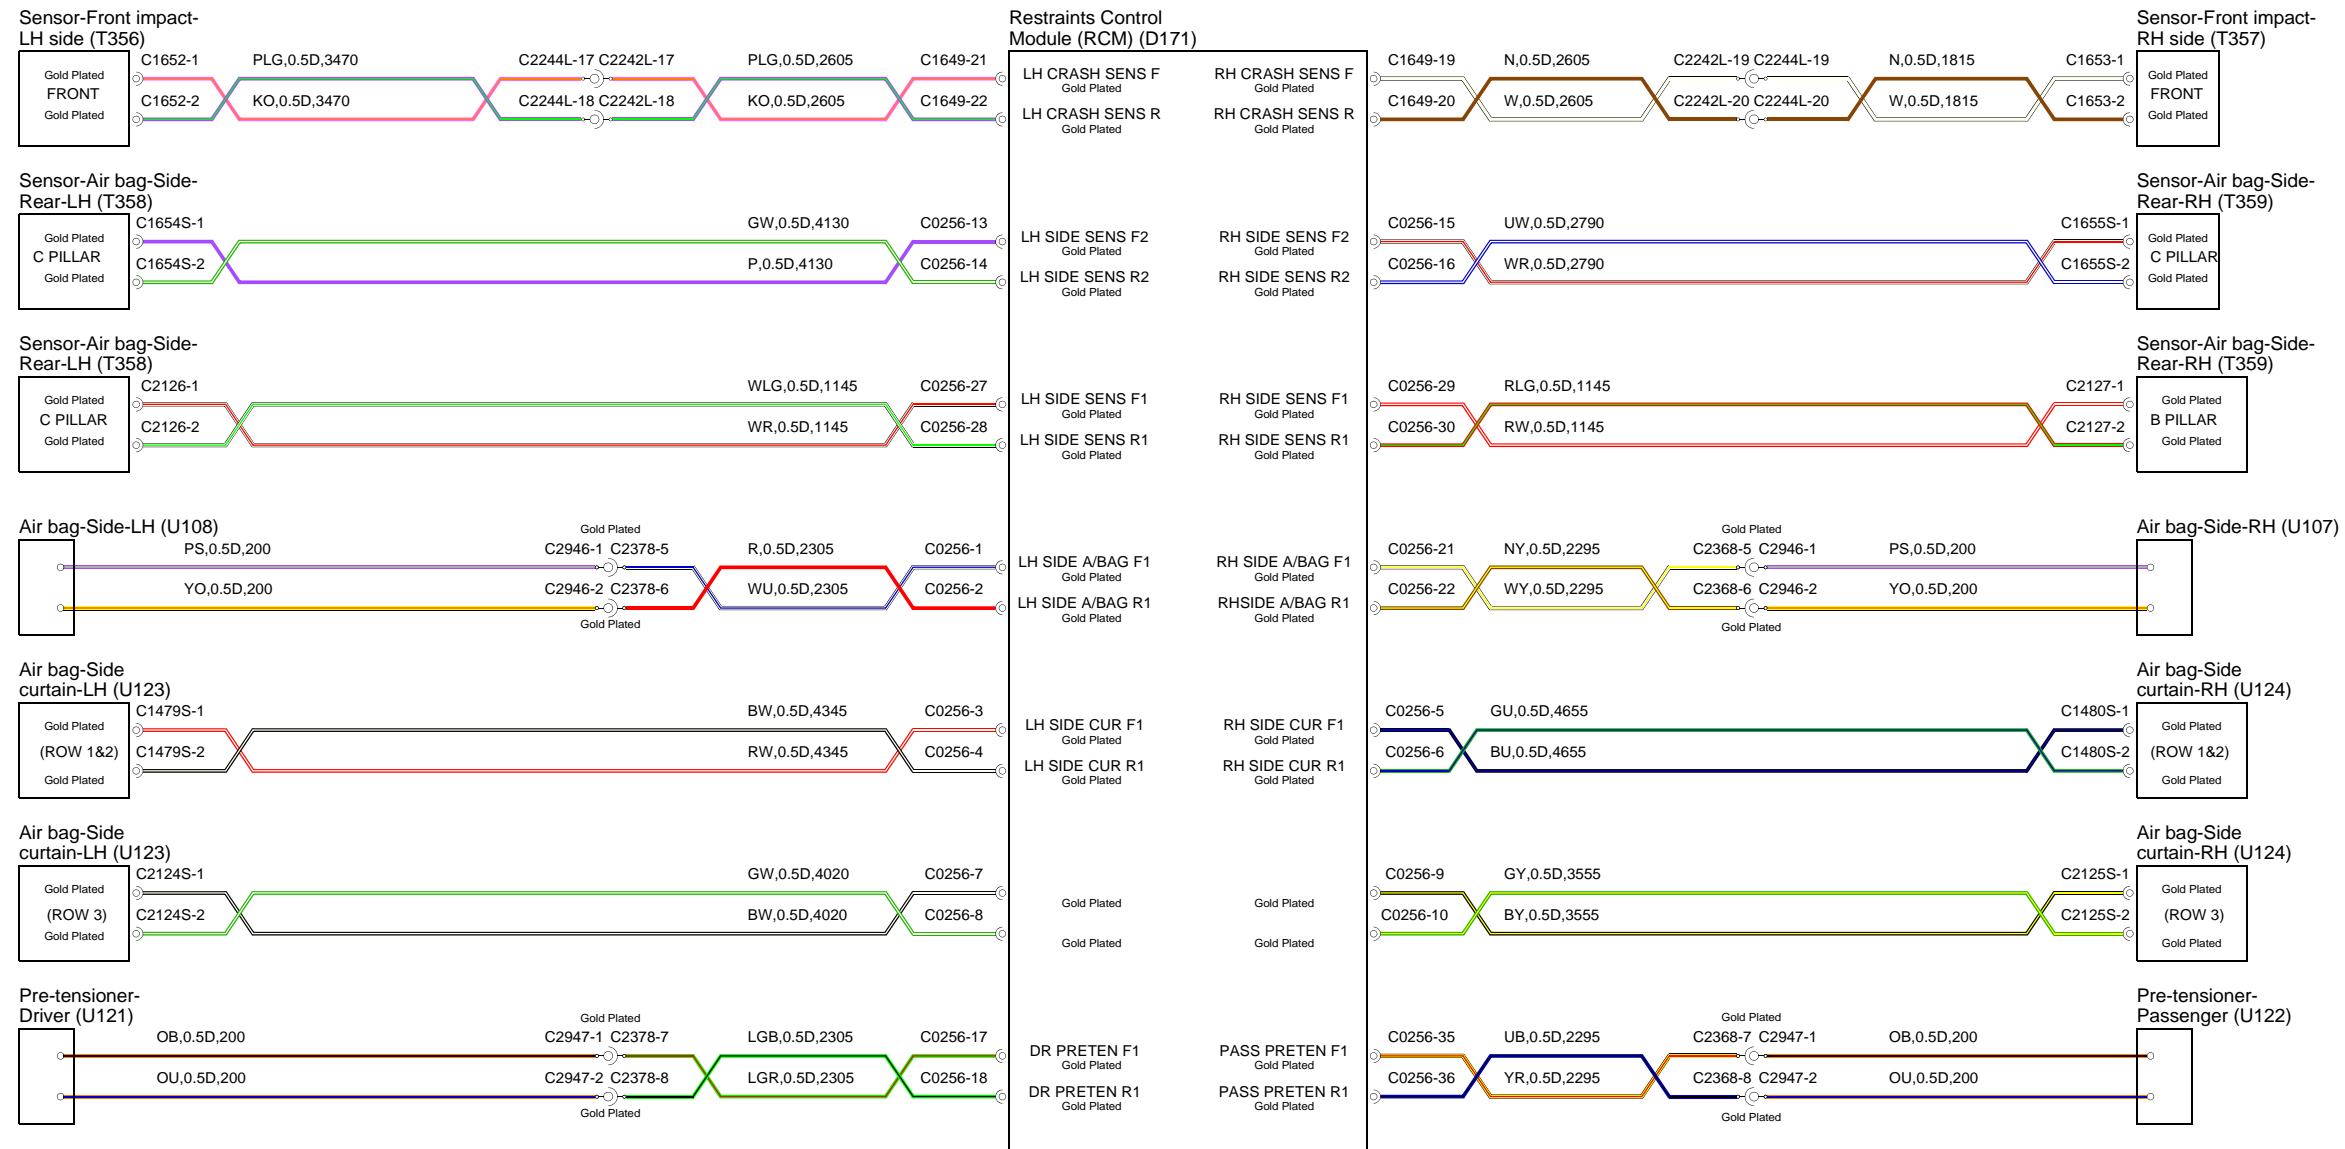 Sensor-Front impact-
LH side (T356)
Restraints Control
Module (RCM) (D171)
Sensor-Front impact-
RH side (T357)
C1652-1 PLG,0.5D,3470 C2244L-17 C2242L-17 PLG,0.5D,2605 C1649-21
Gold Plated
FRONT
Gold Plated
C1652-2 KO,0.5D,3470 C2244L-18 C2242L-18 KO,0.5D,2605 C1649-22
LH CRASH SENS F
Gold Plated
LH CRASH SENS R
Gold Plated
RH CRASH SENS F
Gold Plated
RH CRASH SENS R
Gold Plated
C1649-19 N,0.5D,2605 C2242L-19 C2244L-19 N,0.5D,1815 C1653-1
C1649-20 W,0.5D,2605 C2242L-20 C2244L-20 W,0.5D,1815 C1653-2
Gold Plated
FRONT
Gold Plated
Sensor-Air bag-Side-
Rear-LH (T358)
Sensor-Air bag-Side-
Rear-RH (T359)
C1654S-1 GW,0.5D,4130 C0256-13
Gold Plated
C PILLAR
Gold Plated
C1654S-2 P,0.5D,4130 C0256-14
LH SIDE SENS F2
Gold Plated
LH SIDE SENS R2
Gold Plated
RH SIDE SENS F2
Gold Plated
RH SIDE SENS R2
Gold Plated
C0256-15 UW,0.5D,2790 C1655S-1
C0256-16 WR,0.5D,2790 C1655S-2
Gold Plated
C PILLAR
Gold Plated
Sensor-Air bag-Side-
Rear-LH (T358)
Sensor-Air bag-Side-
Rear-RH (T359)
C2126-1 WLG,0.5D,1145 C0256-27
Gold Plated
C PILLAR
Gold Plated
C2126-2 WR,0.5D,1145 C0256-28
LH SIDE SENS F1
Gold Plated
LH SIDE SENS R1
Gold Plated
RH SIDE SENS F1
Gold Plated
RH SIDE SENS R1
Gold Plated
C0256-29 RLG,0.5D,1145 C2127-1
C0256-30 RW,0.5D,1145 C2127-2
Gold Plated
B PILLAR
Gold Plated
Air bag-Side-LH (U108)
Air bag-Side-RH (U107)
Gold Plated
PS,0.5D,200 C2946-1 C2378-5 R,0.5D,2305 C0256-1
YO,0.5D,200 C2946-2 C2378-6 WU,0.5D,2305 C0256-2
Gold Plated
LH SIDE A/BAG F1
Gold Plated
LH SIDE A/BAG R1
Gold Plated
RH SIDE A/BAG F1
Gold Plated
RHSIDE A/BAG R1
Gold Plated
Gold Plated
C0256-21 NY,0.5D,2295 C2368-5 C2946-1 PS,0.5D,200
C0256-22 WY,0.5D,2295 C2368-6 C2946-2 YO,0.5D,200
Gold Plated
Air bag-Side
curtain-LH (U123)
Air bag-Side
curtain-RH (U124)
C1479S-1 BW,0.5D,4345 C0256-3
Gold Plated
(ROW 1&2)
Gold Plated
C1479S-2 RW,0.5D,4345 C0256-4
LH SIDE CUR F1
Gold Plated
LH SIDE CUR R1
Gold Plated
RH SIDE CUR F1
Gold Plated
RH SIDE CUR R1
Gold Plated
C0256-5 GU,0.5D,4655 C1480S-1
C0256-6 BU,0.5D,4655 C1480S-2
Gold Plated
(ROW 1&2)
Gold Plated
Air bag-Side
curtain-LH (U123)
Air bag-Side
curtain-RH (U124)
C2124S-1 GW,0.5D,4020 C0256-7
Gold Plated
(ROW 3)
Gold Plated
C2124S-2 BW,0.5D,4020 C0256-8
Gold Plated
Gold Plated
Gold Plated
Gold Plated
C0256-9 GY,0.5D,3555 C2125S-1
C0256-10 BY,0.5D,3555 C2125S-2
Gold Plated
(ROW 3)
Gold Plated
Pre-tensioner-
Driver (U121)
Pre-tensioner-
Passenger (U122)
Gold Plated
OB,0.5D,200 C2947-1 C2378-7 LGB,0.5D,2305 C0256-17
OU,0.5D,200 C2947-2 C2378-8 LGR,0.5D,2305 C0256-18
Gold Plated
DR PRETEN F1
Gold Plated
DR PRETEN R1
Gold Plated
PASS PRETEN F1
Gold Plated
PASS PRETEN R1
Gold Plated
Gold Plated
C0256-35 UB,0.5D,2295 C2368-7 C2947-1 OB,0.5D,200
C0256-36 YR,0.5D,2295 C2368-8 C2947-2 OU,0.5D,200
Gold Plated